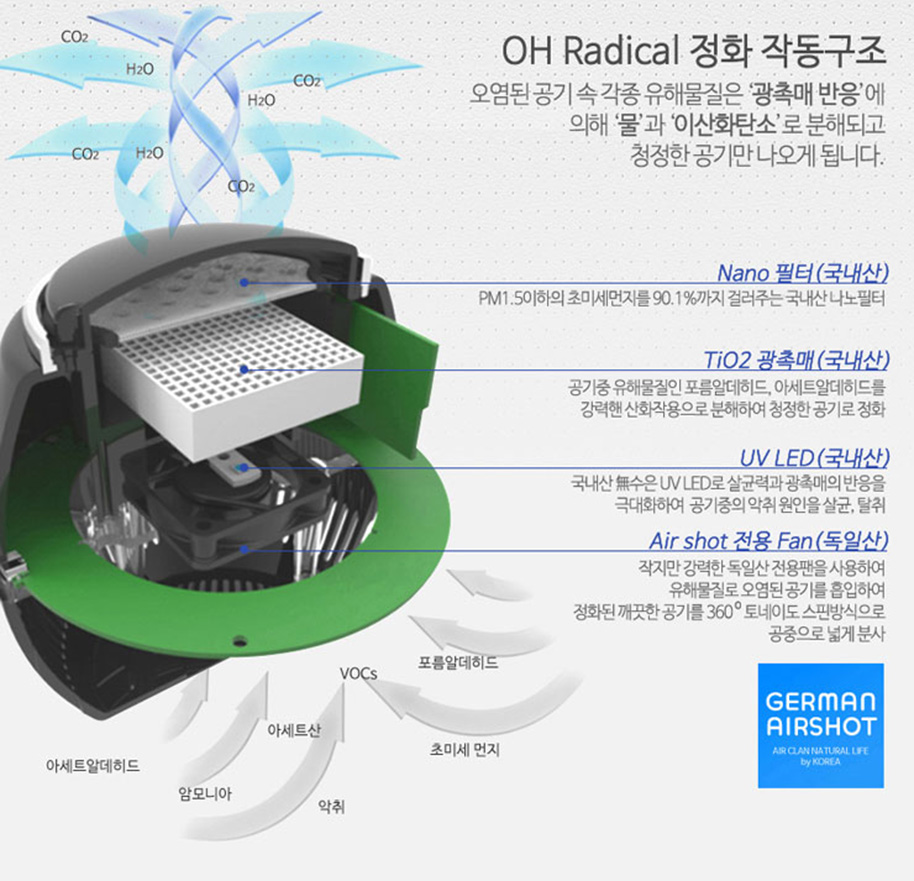 OH Radical 정화 작동구조
오염된 공기 속 각종 유해물질은 '광촉매 반응'에
의해 '물'과 '이산화탄소'로 분해되고
청정한 공기만 나오게 됩니다.
CO2
H2O
CO2
H2O
CO2
H2O
CO2
Nano 필터(국내산)
PM1.5이하의 초미세먼지를 90.1%까지 걸러주는 국내산 나노필터
TiO2 광촉매(국내산)
공기중 유해물질인 포름알데히드, 아세트알데히드를
강력핸 산화작용으로 분해하여 청정한 공기로 정화
UV LED(국내산)
국내산 無수은 UV LED로 살균력과 광촉매의 반응을
극대화하여 공기중의 악취 원인을 살균, 탈취
Air shot 전용 Fan(독일산)
작지만 강력한 독일산 전용팬을 사용하여
유해물질로 오염된 공기를 흡입하여
정화된 깨끗한 공기를 360° 토네이도 스핀방식으로
공중으로 넓게 분사
포름알데히드
VOCs
아세트산
초미세 먼지
아세트알데히드
암모니아
악취
GERMAN
AIRSHOT
AIR CLAN NATURAL LIFE
by KOREA